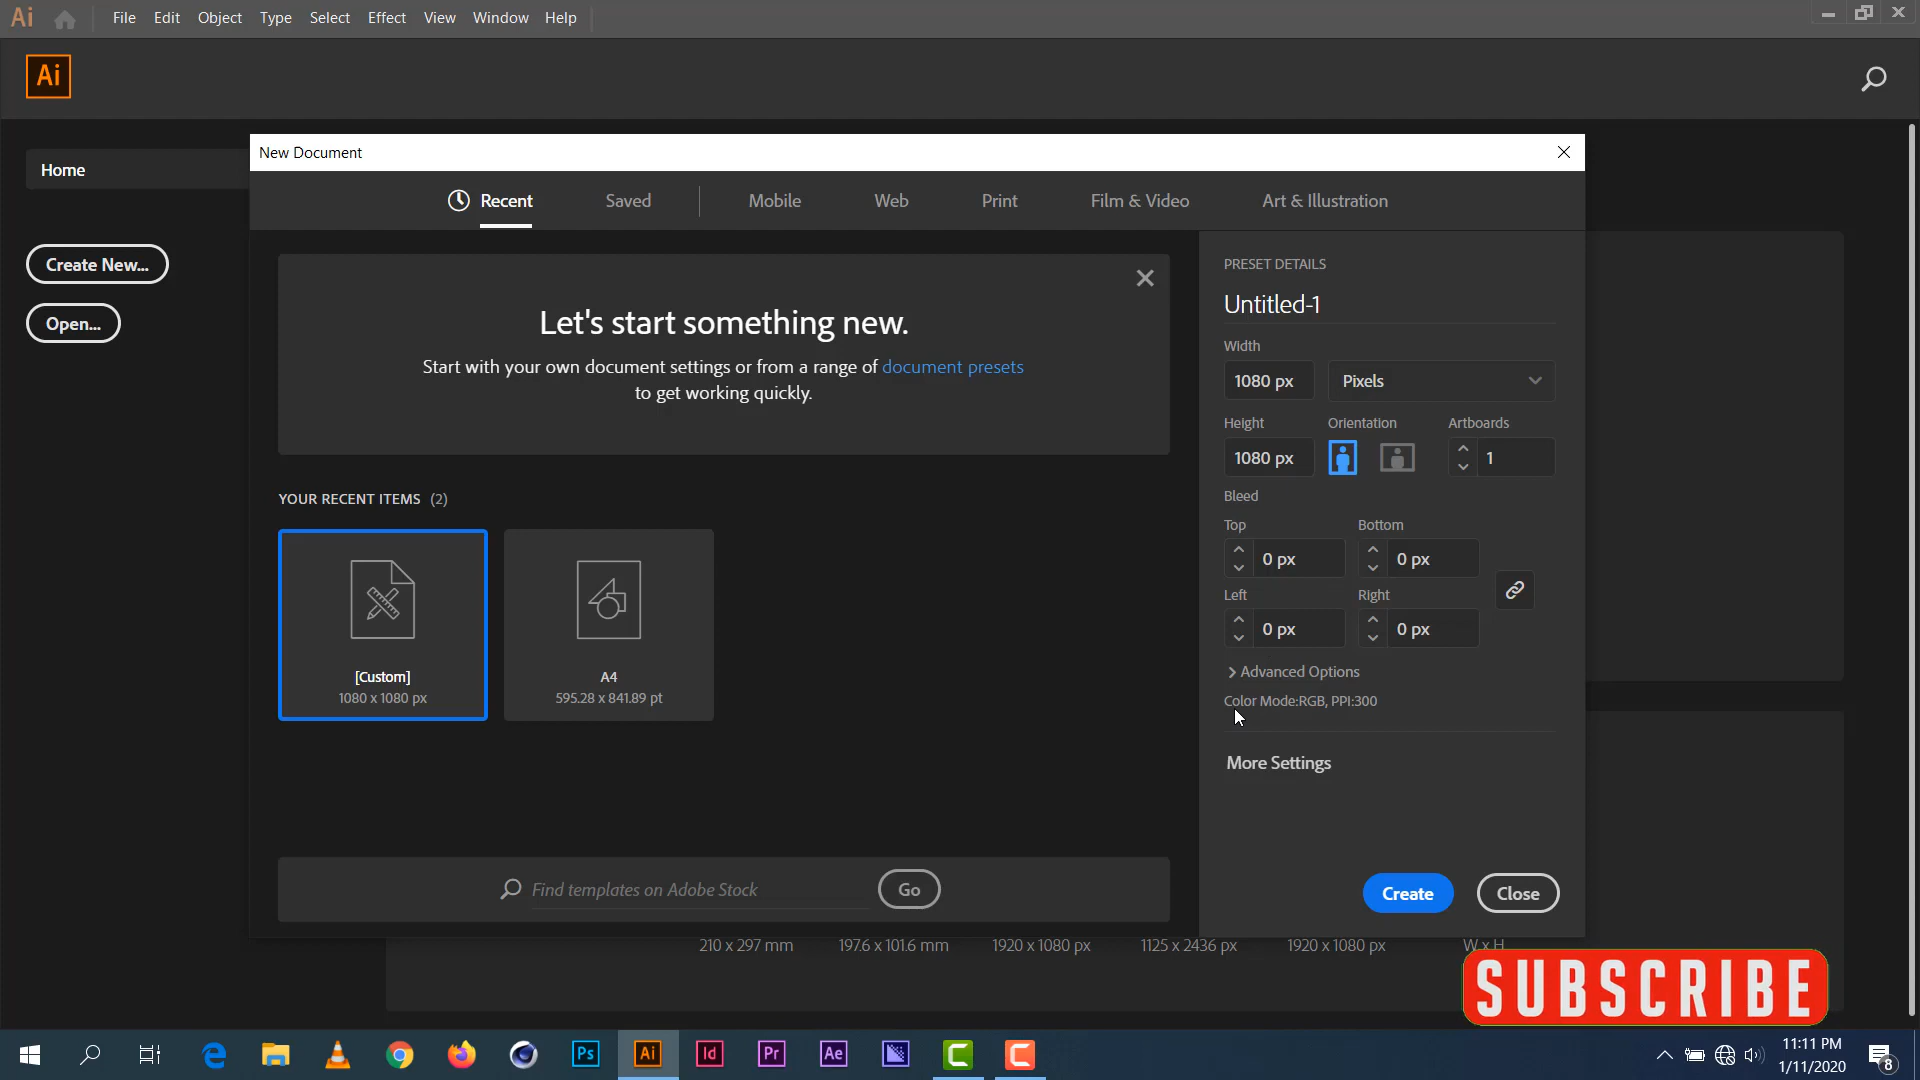 Ai File Edit Object Type Select Effect View Window Help
Ai
New Document
Home
Recent Saved Mobile Web Print Film & Video Art & Illustration
Create New...
Open...
Let's start something new.
Start with your own document settings or from a range of document presets
to get working quickly.
YOUR RECENT ITEMS (2)
[Custom]
1080 x 1080 px
A4
595.28 x 841.89 pt
Find templates on Adobe Stock Go
PRESET DETAILS
Untitled-1
Width
1080 px Pixels
Height Orientation Artboards
1080 px 1
Bleed
Top Bottom
0 px 0 px
Left Right
0 px 0 px
Advanced Options
Color Mode:RGB, PPI:300
More Settings
Create Close
210 x 297 mm 197.6 x 101.6 mm 1920 x 1080 px 1125 x 2436 px 1920 x 1080 px W x H
SUBSCRIBE
Ps Ai Id Pr Ae
11:11 PM
1/11/2020
8